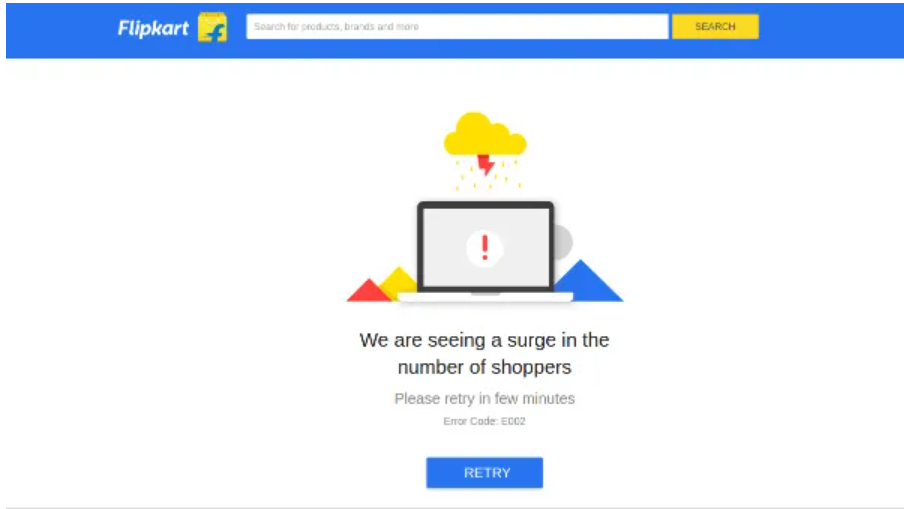 Flipkart
Search for products, brands and more
SEARCH
We are seeing a surge in the
number of shoppers
Please retry in few minutes
Error Code: E002
RETRY